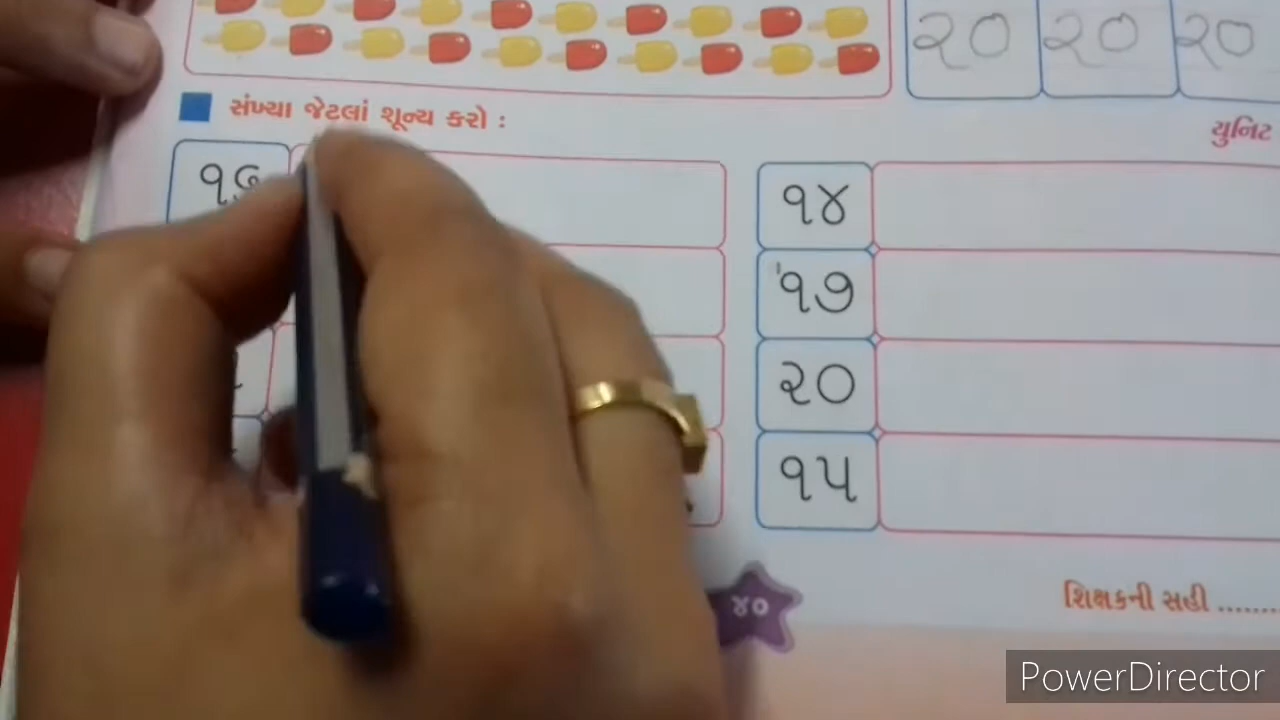 ૨૦ ૨૦ ૨૦
સંખ્યા જેટલાં શૂન્ય કરો :
યુનિટ
૧૪
૧૭
૨૦
૧૫
૪૦
શિક્ષકની સહી .......
PowerDirector